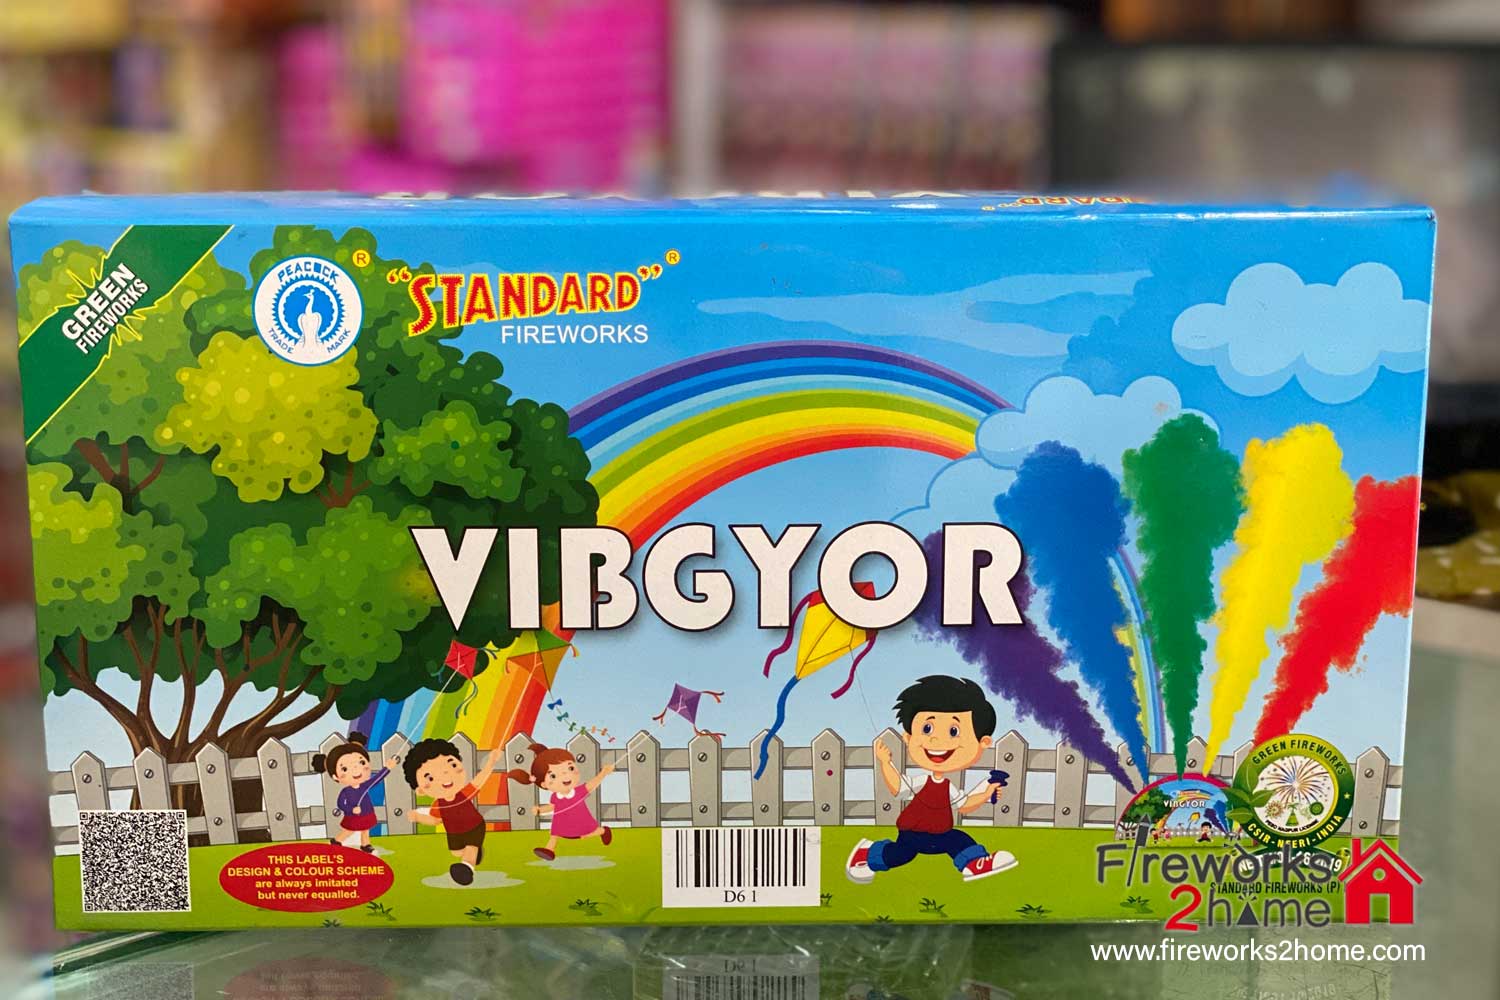 GREEN
FIREWORKS
PEACOCK
TRADE MARK
®
"STANDARD" ®
FIREWORKS
VIBGYOR
VIBGYOR
THIS LABEL'S
DESIGN & COLOUR SCHEME
are always imitated
but never equalled.
D6 1
GREEN FIREWORKS
CSIR-NEERI-INDIA
STANDARD FIREWORKS (P)
Fireworks
2home
www.fireworks2home.com